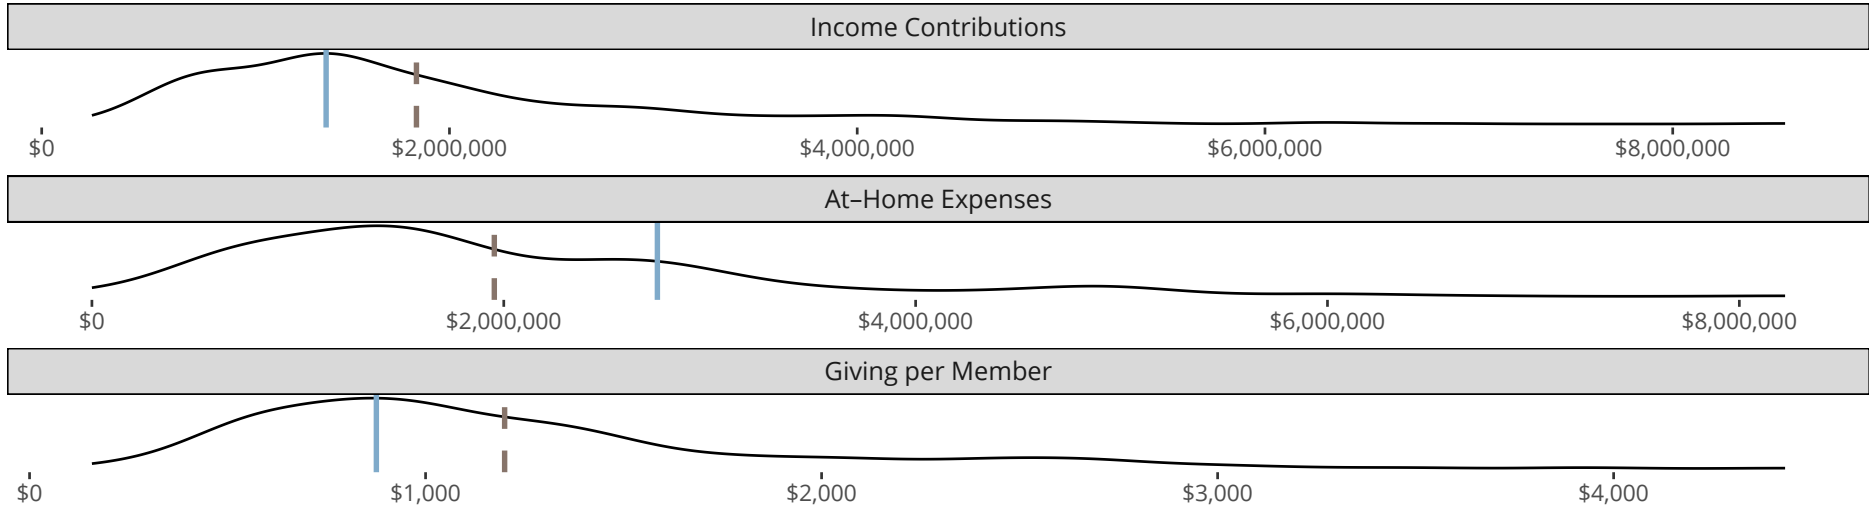 Income Contributions
$0 $2,000,000 $4,000,000 $6,000,000 $8,000,000
At–Home Expenses
$0 $2,000,000 $4,000,000 $6,000,000 $8,000,000
Giving per Member
$0 $1,000 $2,000 $3,000 $4,000